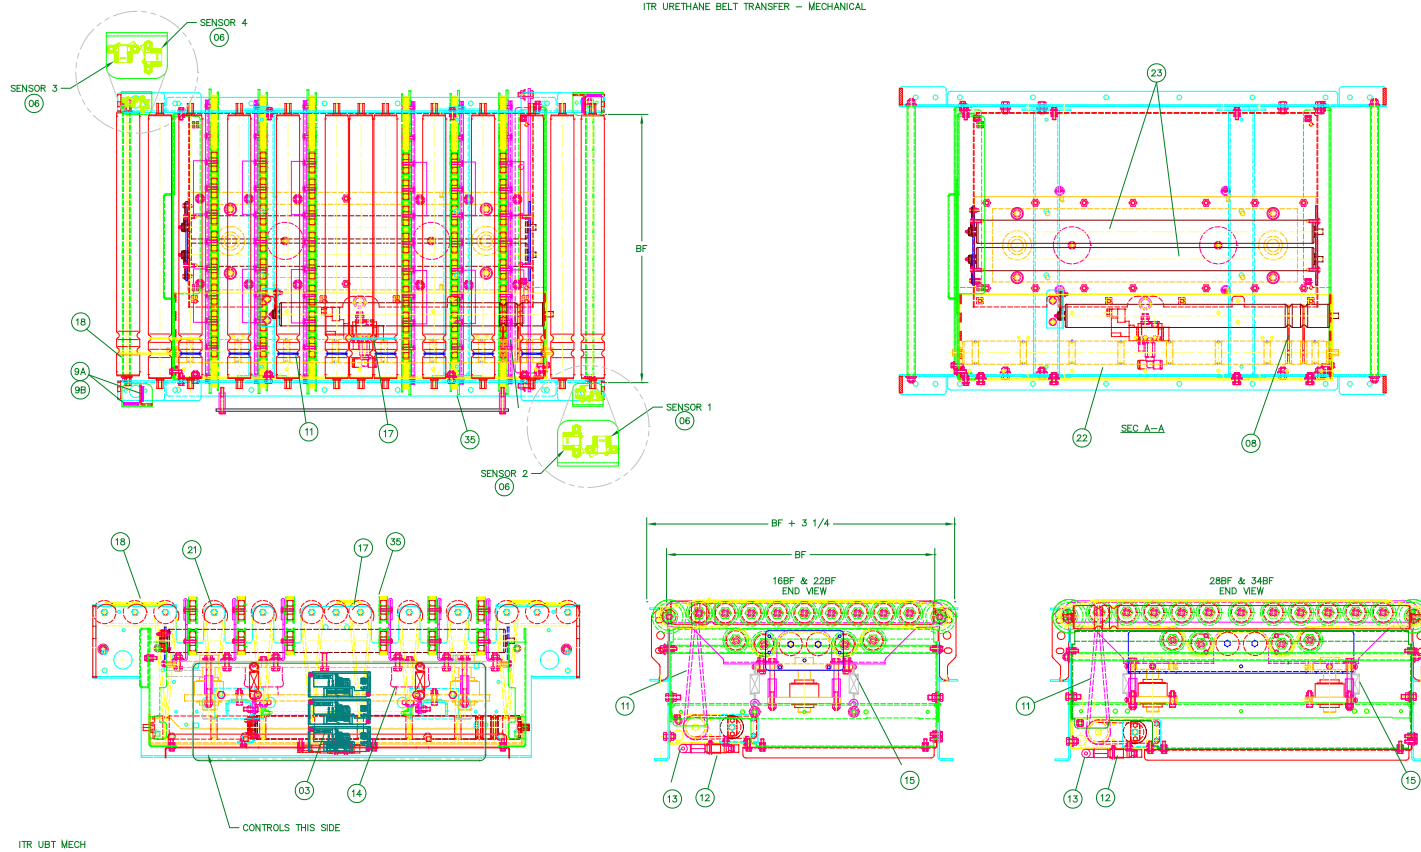 ITR URETHANE BELT TRANSFER – MECHANICAL
SENSOR 4
06
SENSOR 3
06
23
BF
18
9A
9B
11
17
35
SENSOR 1
06
SENSOR 2
06
22
SEC A–A
08
BF + 3 1/4
BF
18
21
17
35
16BF & 22BF
END VIEW
28BF & 34BF
END VIEW
11
11
03
14
15
15
13
12
13
12
CONTROLS THIS SIDE
ITR UBT MECH